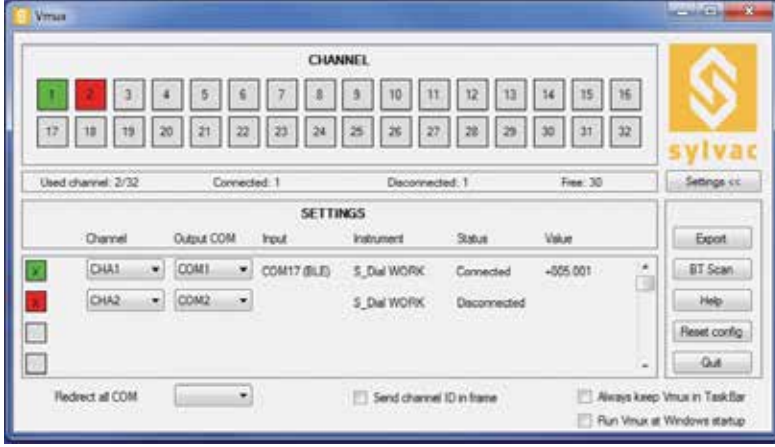 Vmux
CHANNEL
1 2 3 4 5 6 7 8 9 10 11 12 13 14 15 16
17 18 19 20 21 22 23 24 25 26 27 28 29 30 31 32
sylvac
Used channel: 2/32 Connected: 1 Disconnected: 1 Free: 30 Settings <<
SETTINGS
Channel Output COM Input Instrument Status Value Export
X CHA1 COM1 COM17 (BLE) S_Dial WORK Connected +005.001 BT Scan
X CHA2 COM2 S_Dial WORK Disconnected Help
Reset config
Quit
Redirect all COM Send channel ID in frame Always keep Vmux in TaskBar
Run Vmux at Windows startup